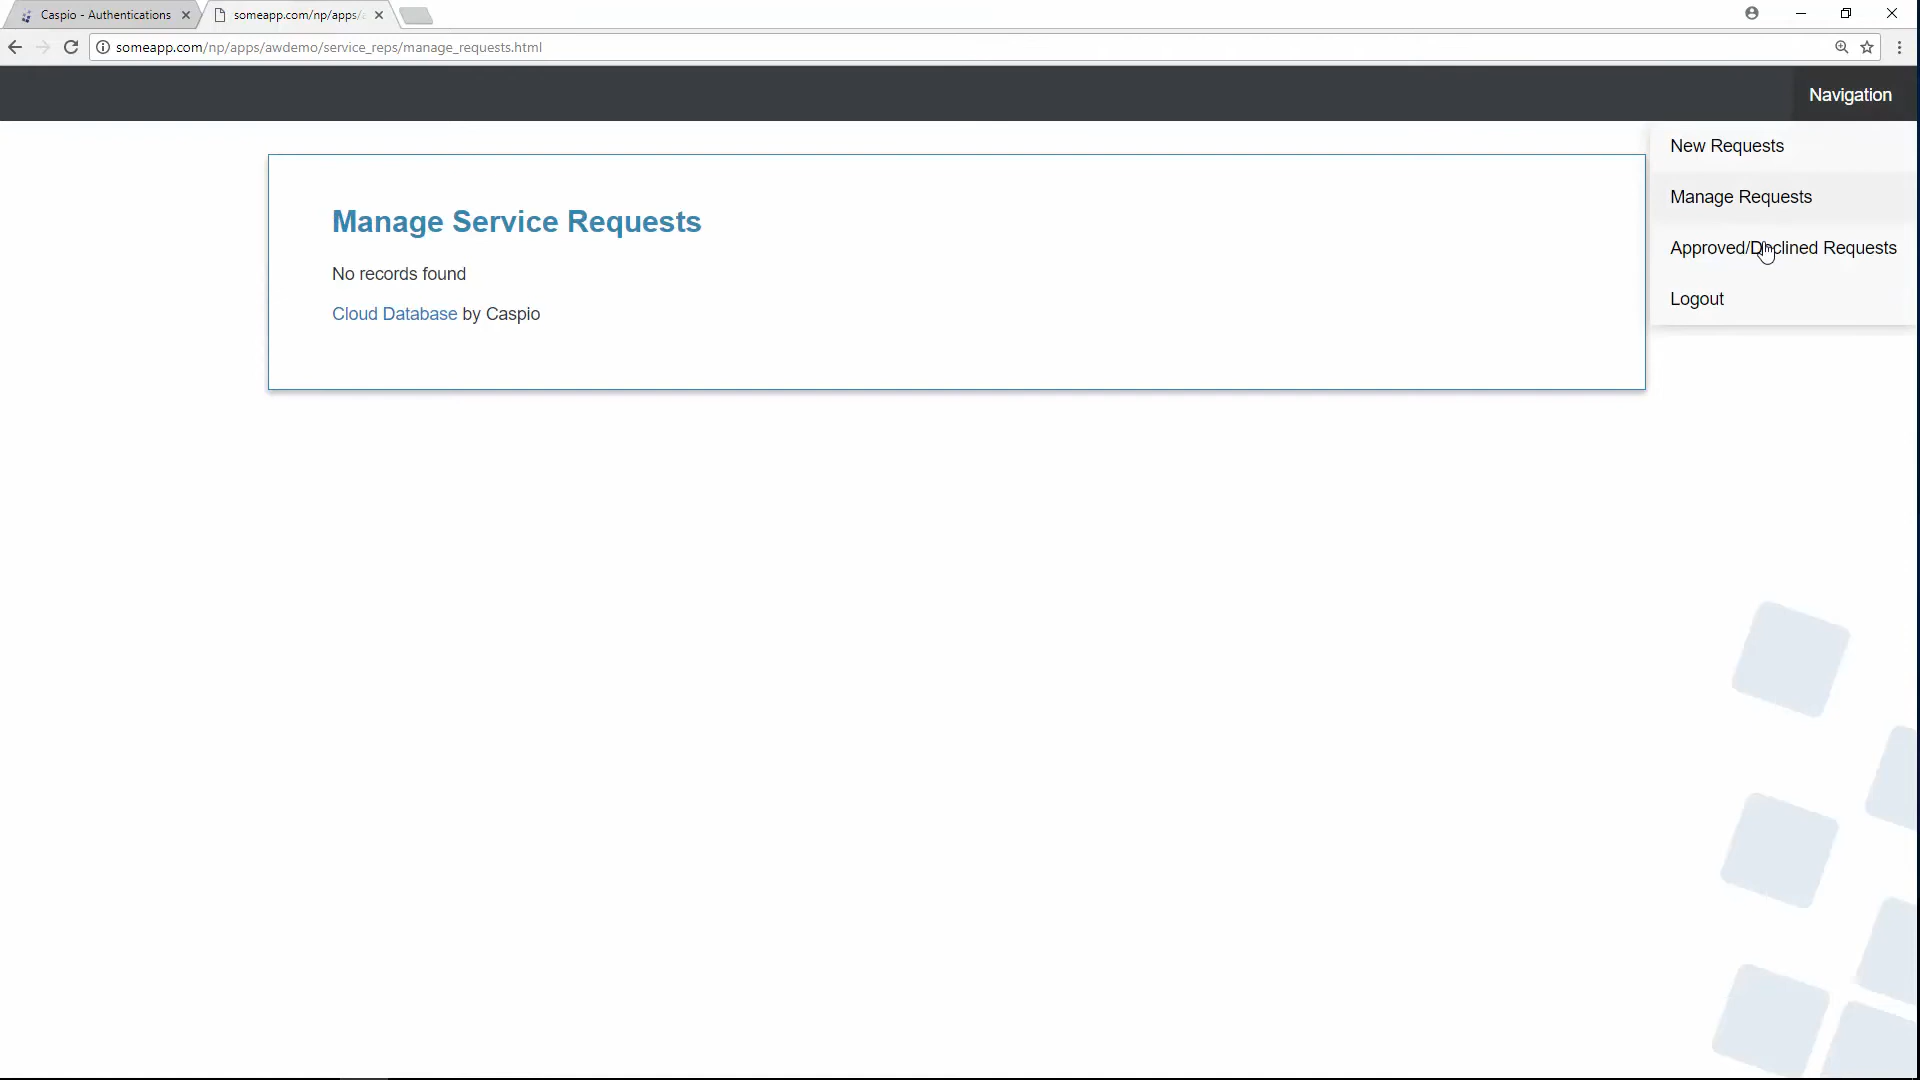 Caspio - Authentications
someapp.com/np/apps/
someapp.com/np/apps/awdemo/service_reps/manage_requests.html
Navigation
New Requests
Manage Requests
Approved/Declined Requests
Logout
Manage Service Requests
No records found
Cloud Database by Caspio